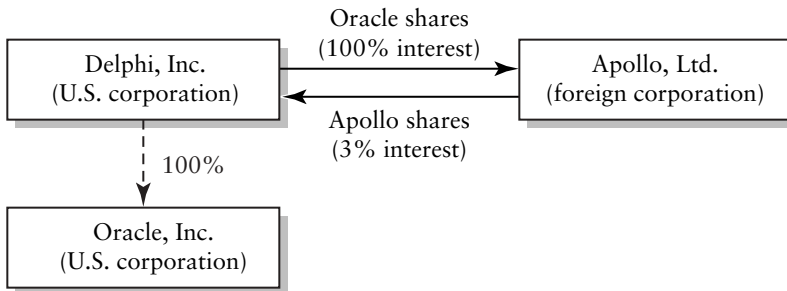 Oracle shares
(100% interest)
Delphi, Inc.
(U.S. corporation)
Apollo, Ltd.
(foreign corporation)
Apollo shares
(3% interest)
100%
Oracle, Inc.
(U.S. corporation)